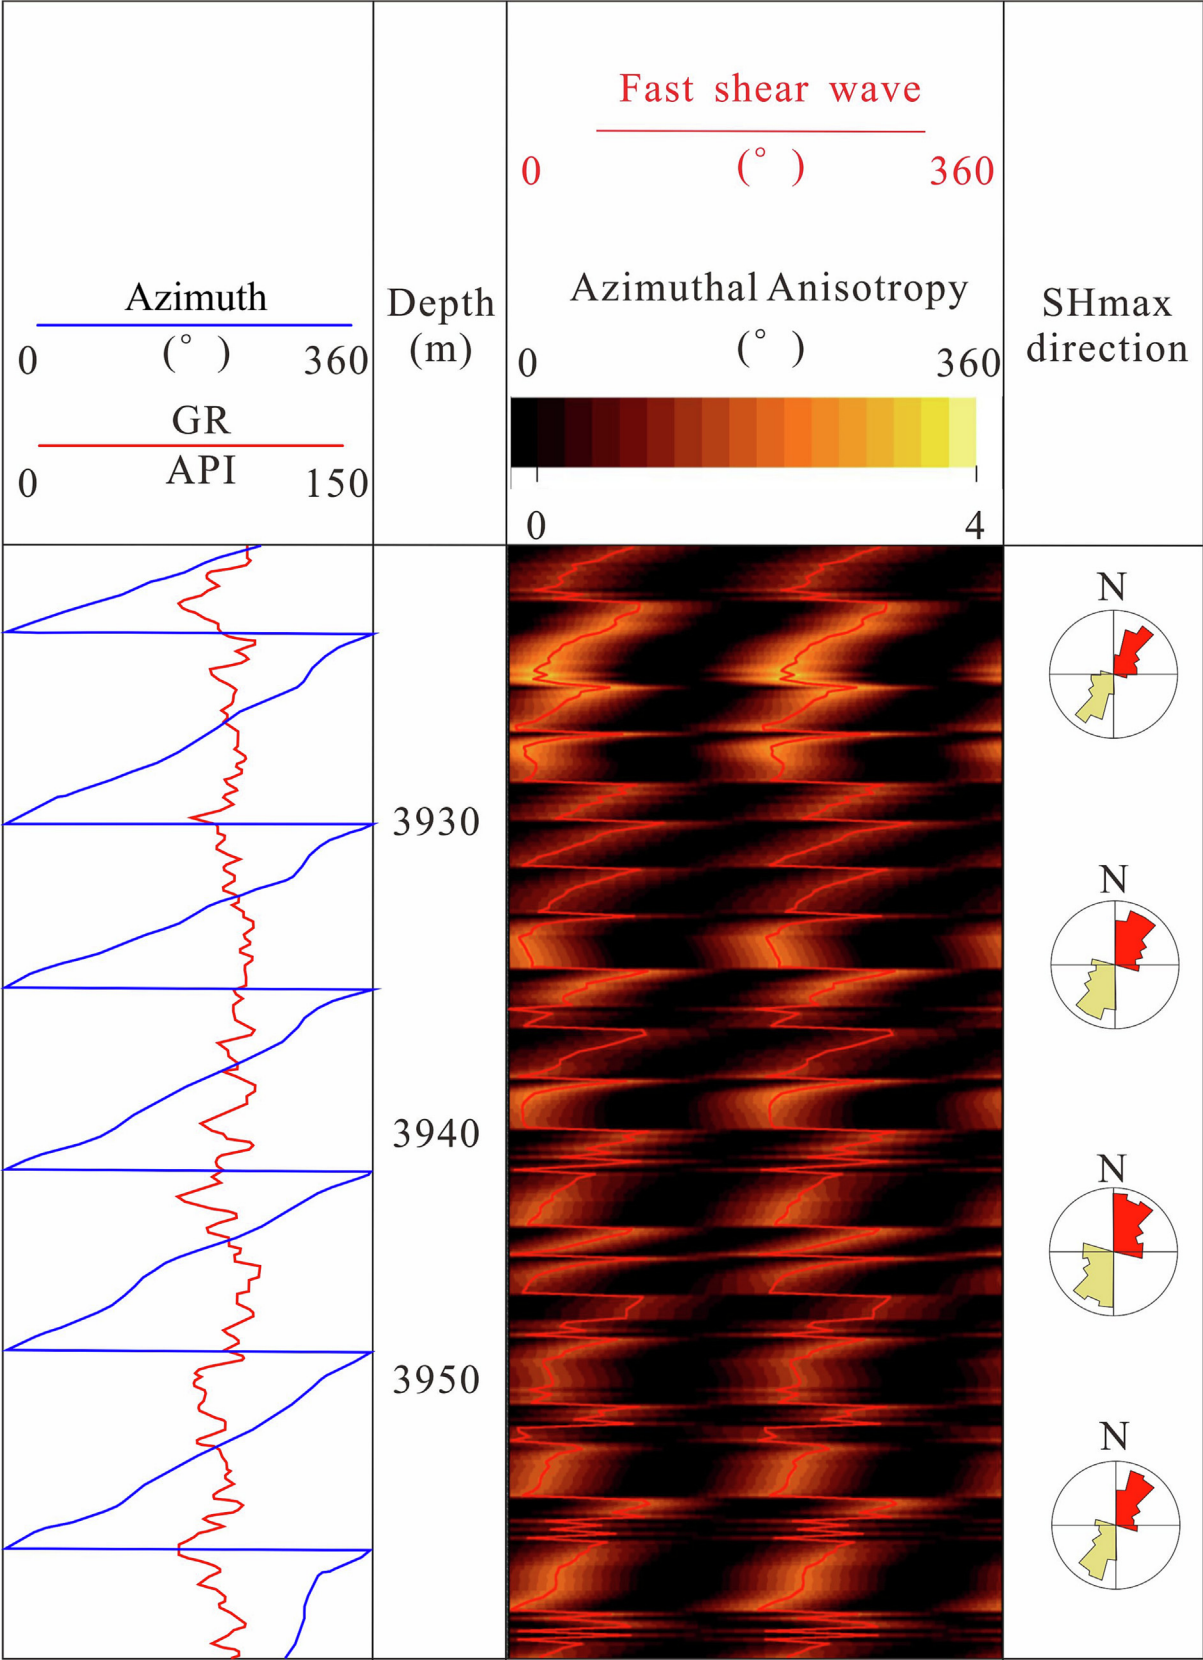 Azimuth
0 (° ) 360
GR
0 API 150
Depth
(m)
Fast shear wave
0 (° ) 360
Azimuthal Anisotropy
0 (° ) 360
0 4
SHmax
direction
N
3930
N
3940
N
3950
N